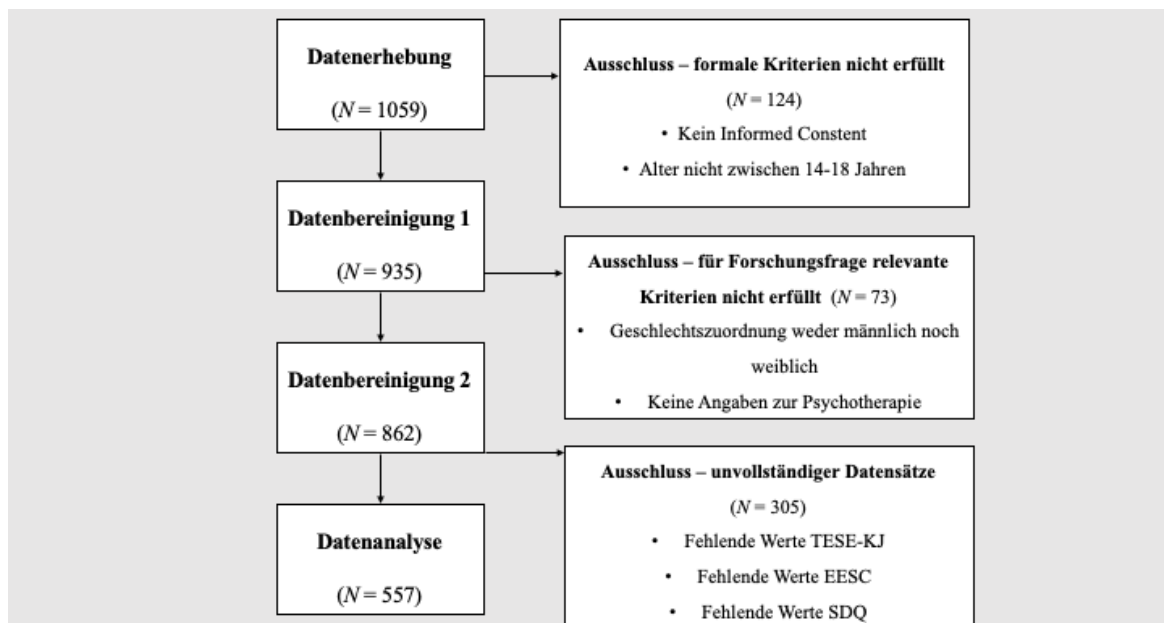 Datenerhebung
(N = 1059)
Ausschluss – formale Kriterien nicht erfüllt
(N = 124)
• Kein Informed Constent
• Alter nicht zwischen 14-18 Jahren
Datenbereinigung 1
(N = 935)
Ausschluss – für Forschungsfrage relevante
Kriterien nicht erfüllt (N = 73)
• Geschlechtszuordnung weder männlich noch
weiblich
• Keine Angaben zur Psychotherapie
Datenbereinigung 2
(N = 862)
Ausschluss – unvollständiger Datensätze
(N = 305)
• Fehlende Werte TESE-KJ
• Fehlende Werte EESC
• Fehlende Werte SDQ
Datenanalyse
(N = 557)